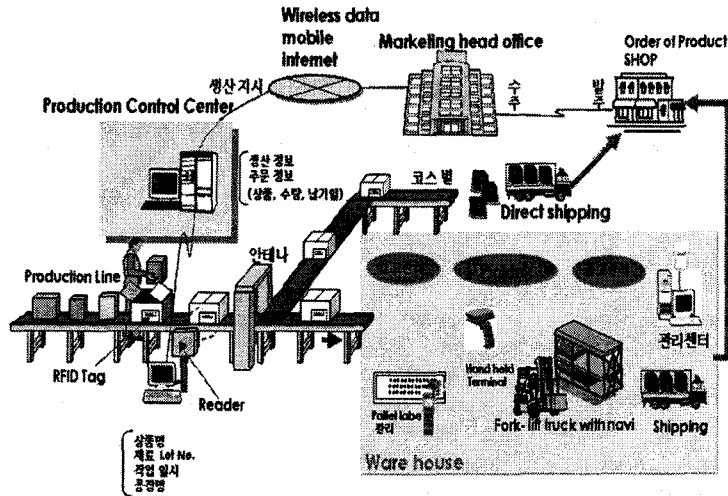 Wireless data
mobile
internet
Marketing head office
Order of Product
SHOP
생산 지시
수주
발주
Production Control Center
생산 정보
주문 정보
(상품, 수량, 납기일)
코스 별
Direct shipping
안테나
Production Line
관리센터
RFID Tag
Reader
Hand held
Terminal
Pallet Labe
관리
Fork-lift truck with navi
Shipping
Ware house
상품명
제료 Lot No.
작업 일시
공장명